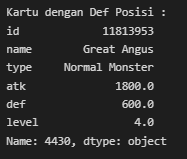 Kartu dengan Def Posisi :
id 11813953
name Great Angus
type Normal Monster
atk 1800.0
def 600.0
level 4.0
Name: 4430, dtype: object